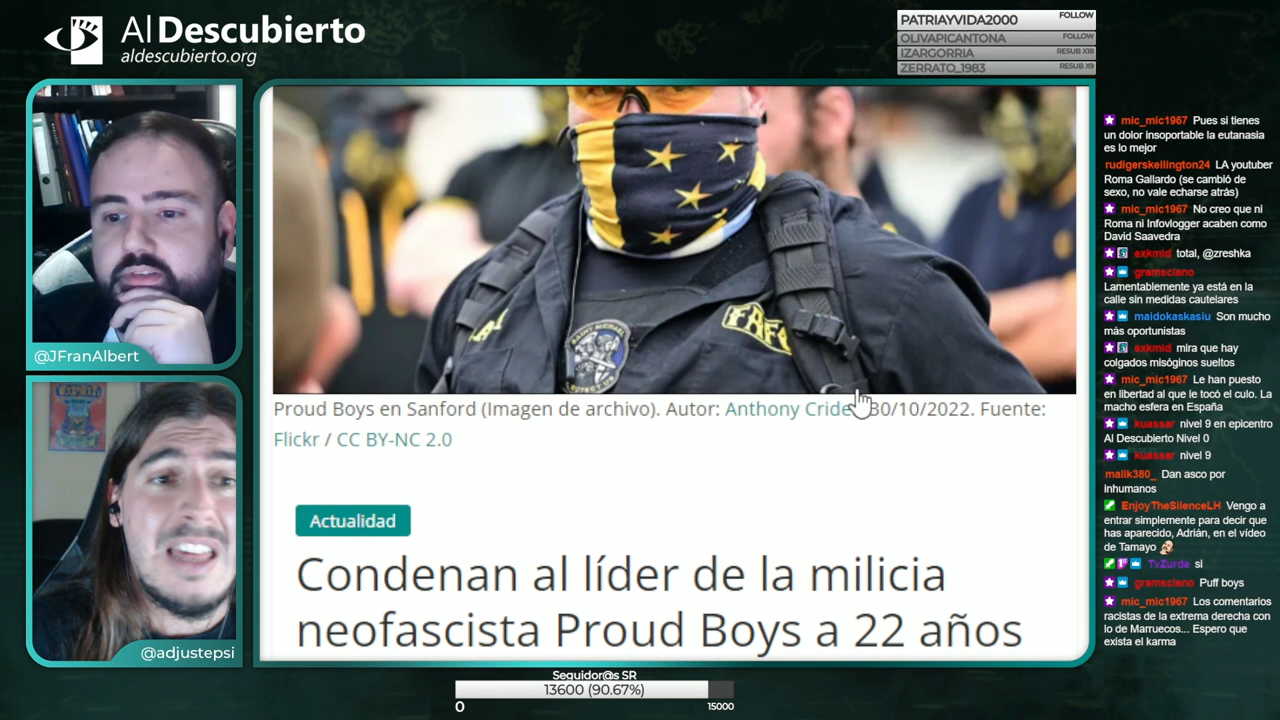 Al Descubierto
aldescubierto.org
PATRIAYVIDA2000 FOLLOW
OLIVAPICANTONA FOLLOW
IZARGORRIA RESUB X18
ZERRATO_1983 RESUB X9
@JFranAlbert
@adjustepsi
SAINT MICHAEL
PROTECT US
Proud Boys en Sanford (Imagen de archivo). Autor: Anthony Cride 30/10/2022. Fuente:
Flickr / CC BY-NC 2.0
Actualidad
Condenan al líder de la milicia
neofascista Proud Boys a 22 años
Seguidor@s SR
13600 (90.67%)
0 15000
mic_mic1967 Pues si tienes
un dolor insoportable la eutanasia
es lo mejor
rudigerskellington24 LA youtuber
Roma Gallardo (se cambió de
sexo, no vale echarse atrás)
mic_mic1967 No creo que ni
Roma ni Infovlogger acaben como
David Saavedra
axkmid total, @zreshka
gramsciano
Lamentablemente ya está en la
calle sin medidas cautelares
maidokaskasiu Son mucho
más oportunistas
axkmid mira que hay
colgados misóginos sueltos
mic_mic1967 Le han puesto
en libertad al que le tocó el culo. La
macho esfera en España
kuassar nivel 9 en epicentro
Al Descubierto Nivel 0
kuassar nivel 9
malik380_ Dan asco por
inhumanos
EnjoyTheSilenceLH Vengo a
entrar simplemente para decir que
has aparecido, Adrián, en el vídeo
de Tamayo
TvZurda si
gramsciano Puff boys
mic_mic1967 Los comentarios
racistas de la extrema derecha con
lo de Marruecos... Espero que
exista el karma